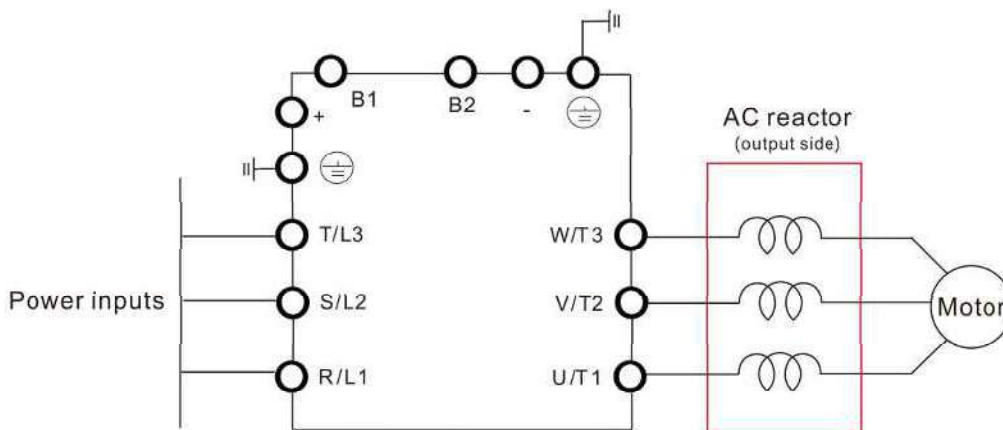 B1
B2
-
+
AC reactor
(output side)
T/L3
W/T3
Power inputs
S/L2
V/T2
Motor
R/L1
U/T1